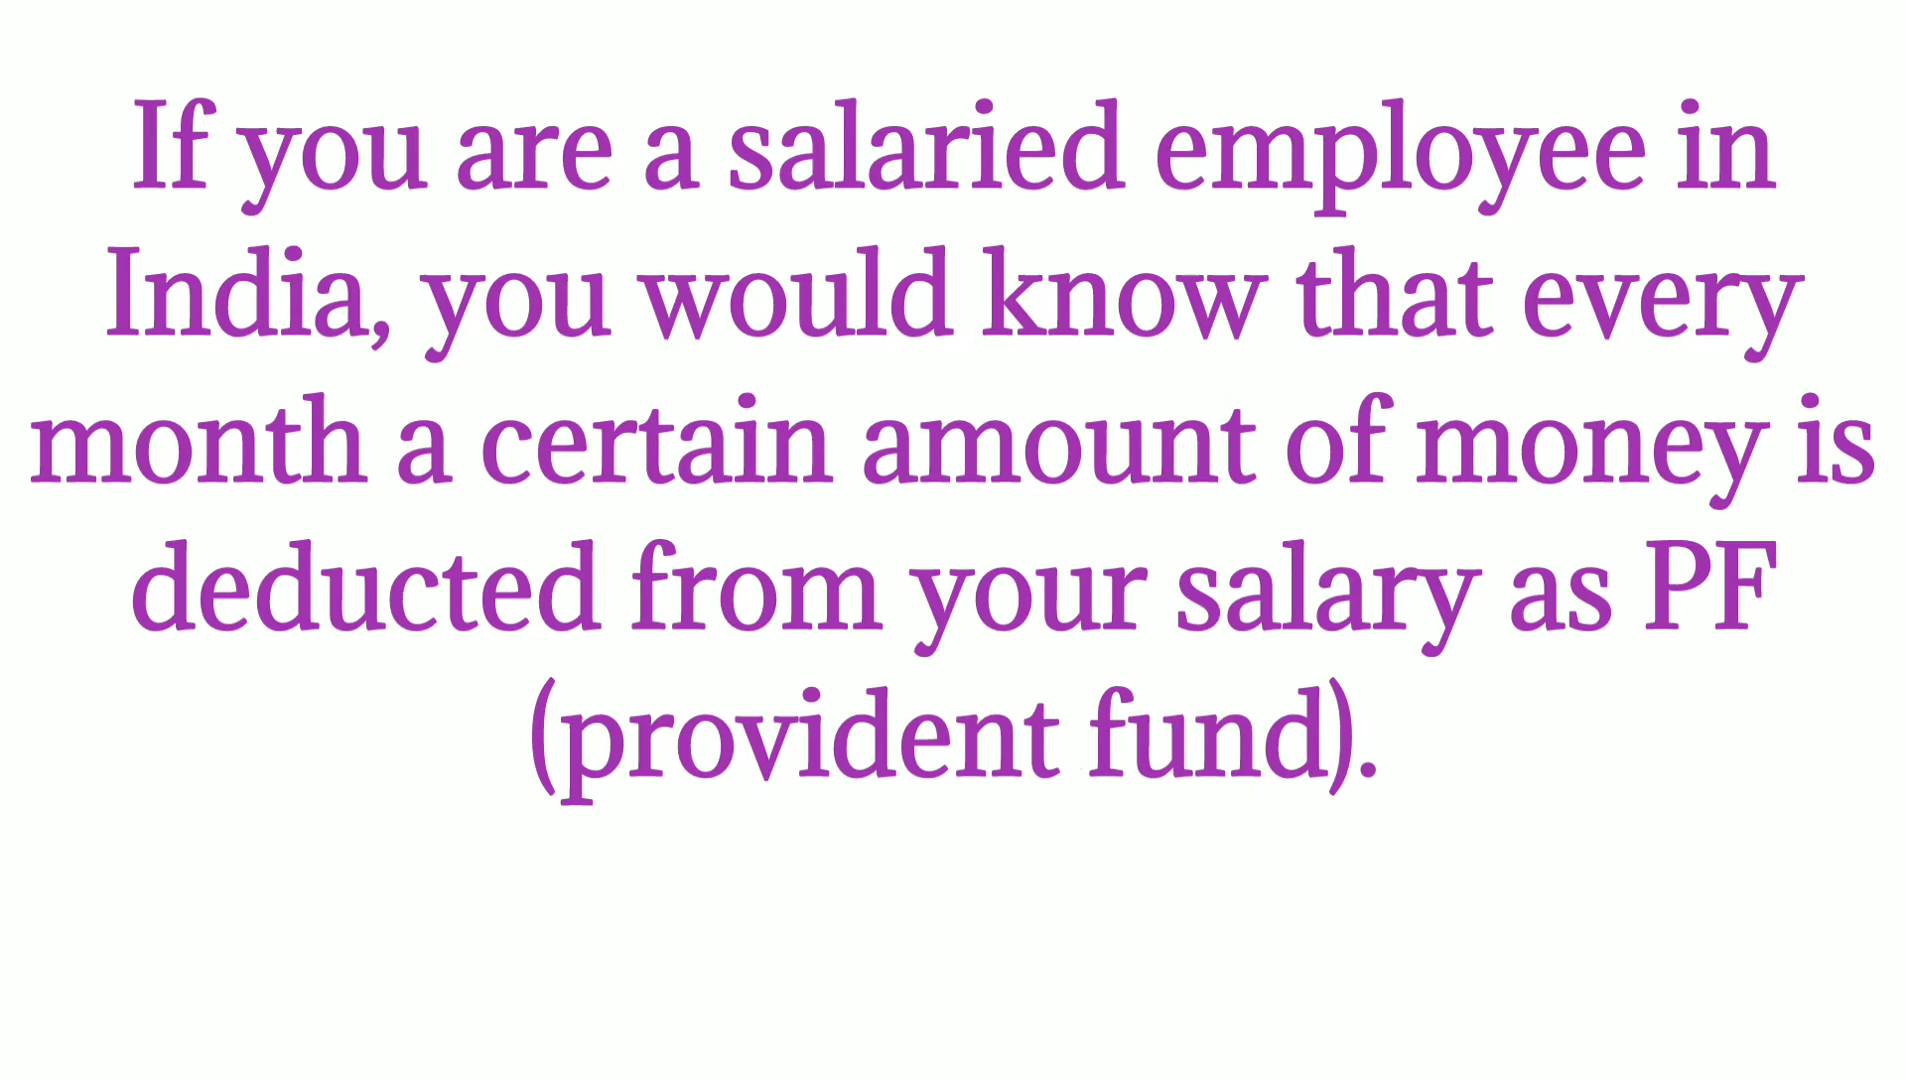 If you are a salaried employee in
India, you would know that every
month a certain amount of money is
deducted from your salary as PF
(provident fund).